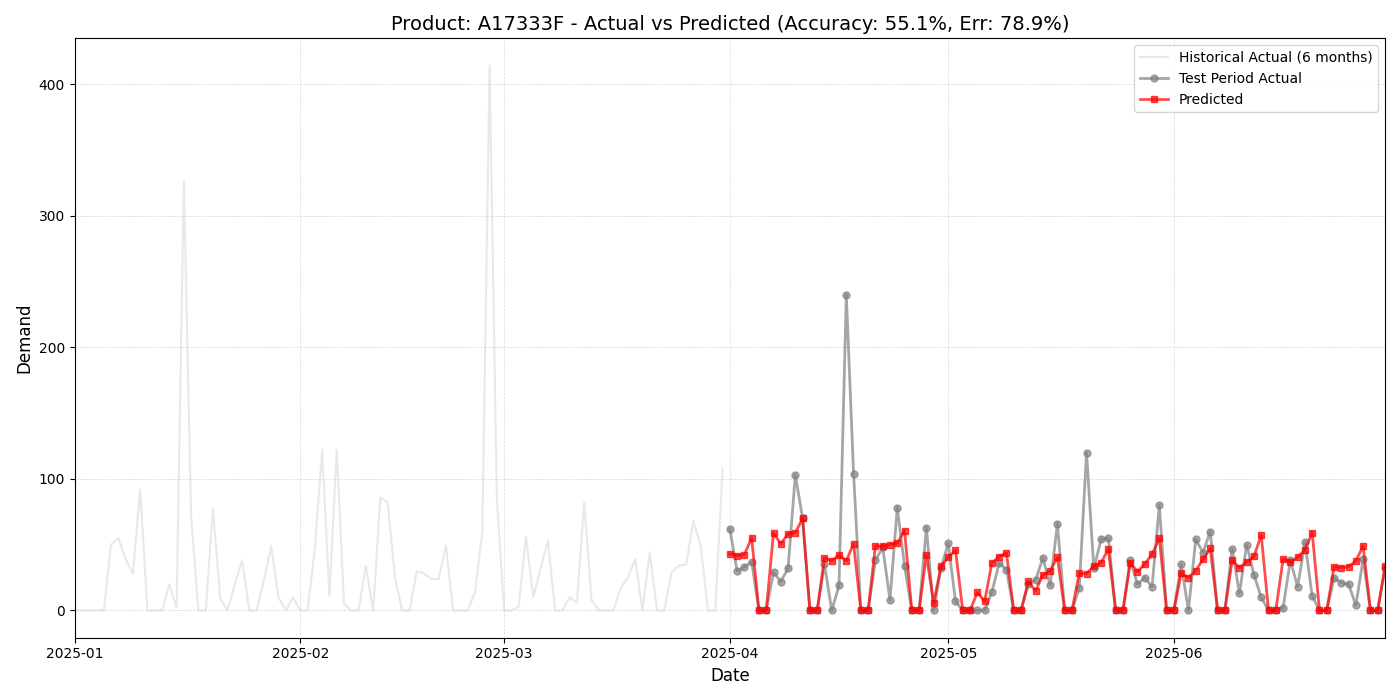 Product: A17333F - Actual vs Predicted (Accuracy: 55.1%, Err: 78.9%)
Historical Actual (6 months)
Test Period Actual
Predicted
Demand
400
300
200
100
0
2025-01
2025-02
2025-03
2025-04
2025-05
2025-06
Date